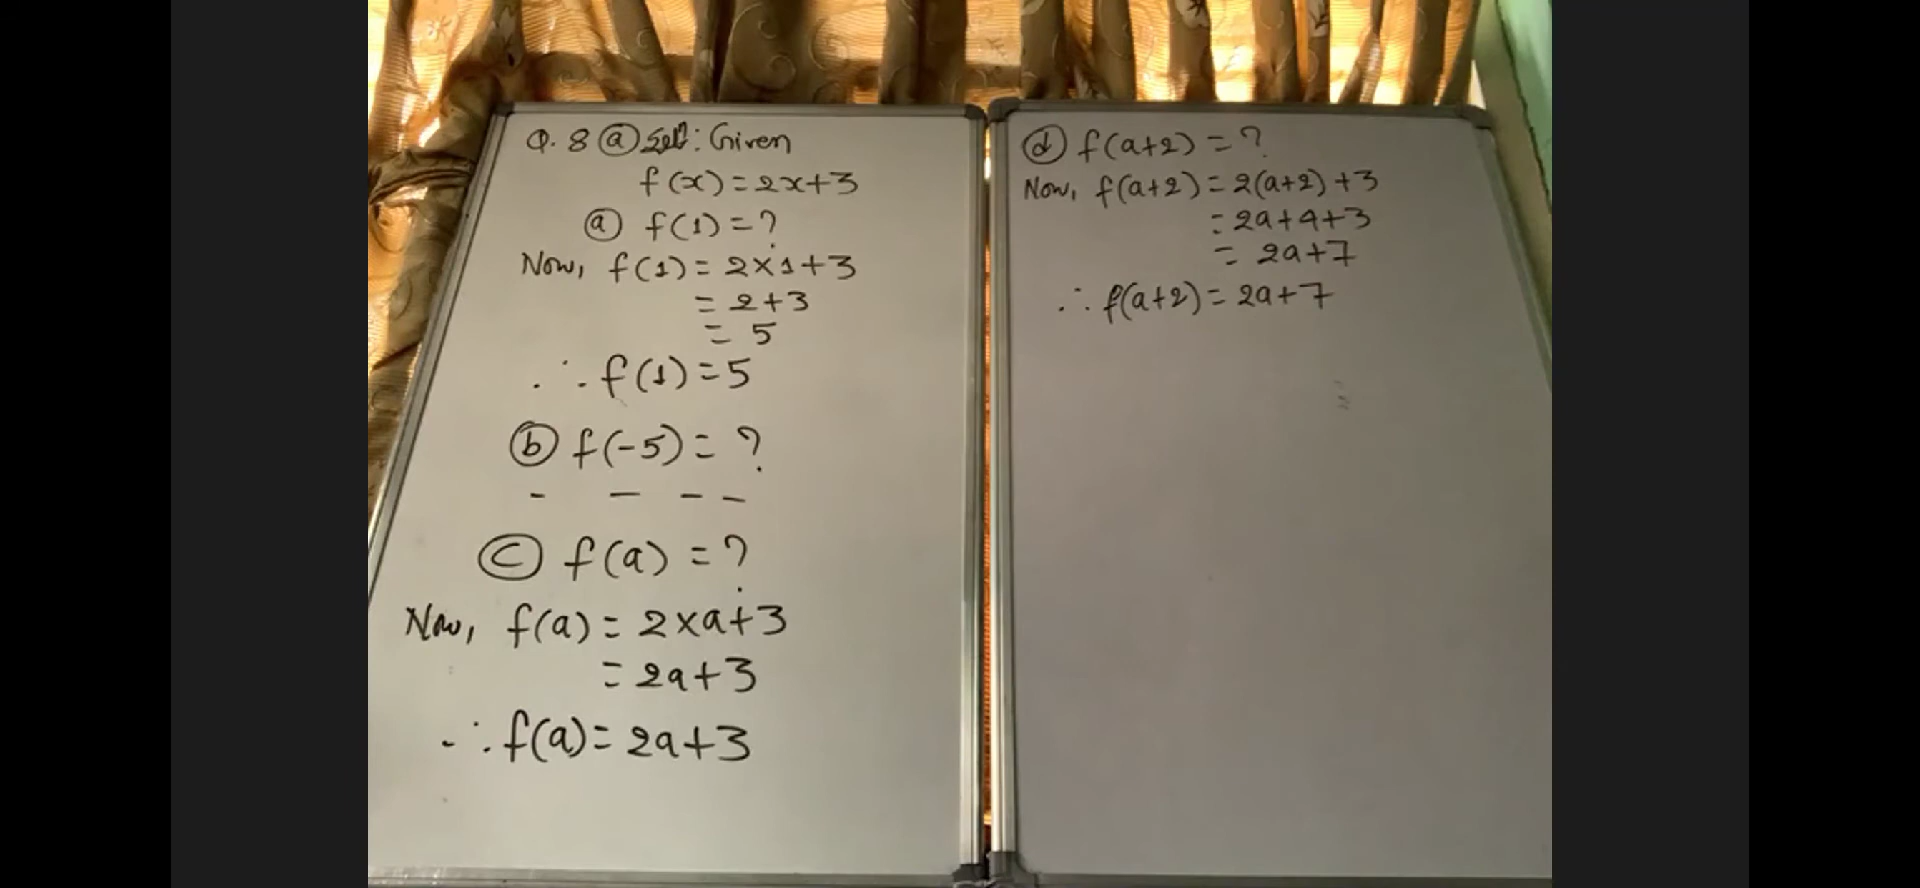 Q. 8 ⓐ Solⁿ: Given
f(x) = 2x+3
ⓐ f(1) = ?
Now, f(1) = 2×1+3
= 2+3
= 5
∴ f(1) = 5
ⓑ f(-5) = ?
- - - -
ⓒ f(a) = ?
Now, f(a) = 2×a+3
= 2a+3
∴ f(a) = 2a+3
ⓓ f(a+2) = ?
Now, f(a+2) = 2(a+2)+3
= 2a+4+3
= 2a+7
∴ f(a+2) = 2a+7